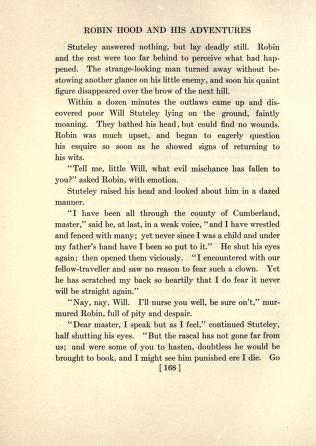 ROBIN HOOD AND HIS ADVENTURES
Stuteley answered nothing, but lay deadly still. Robin
and the rest were too far behind to perceive what had hap-
pened. The strange-looking man turned away without be-
stowing another glance on his little enemy, and soon his quaint
figure disappeared over the brow of the next hill.
Within a dozen minutes the outlaws came up and dis-
covered poor Will Stuteley lying on the ground, faintly
moaning. They bathed his head, but could find no wounds.
Robin was much upset, and began to eagerly question
his esquire so soon as he showed signs of returning to
his wits.
"Tell me, little Will, what evil mischance has fallen to
you?" asked Robin, with emotion.
Stuteley raised his head and looked about him in a dazed
manner.
"I have been all through the county of Cumberland,
master," said he, at last, in a weak voice, "and I have wrestled
and fenced with many; yet never since I was a child and under
my father's hand have I been so put to it." He shut his eyes
again; then opened them viciously. "I encountered with our
fellow-traveller and saw no reason to fear such a clown. Yet
he has scratched my back so heartily that I do fear it never
will be straight again."
"Nay, nay, Will. I'll nurse you well, be sure on't," mur-
mured Robin, full of pity and despair.
"Dear master, I speak but as I feel," continued Stuteley,
half shutting his eyes. "But the rascal has not gone far from
us; and were some of you to hasten, doubtless he would be
brought to book, and I might see him punished ere I die. Go
[ 168 ]